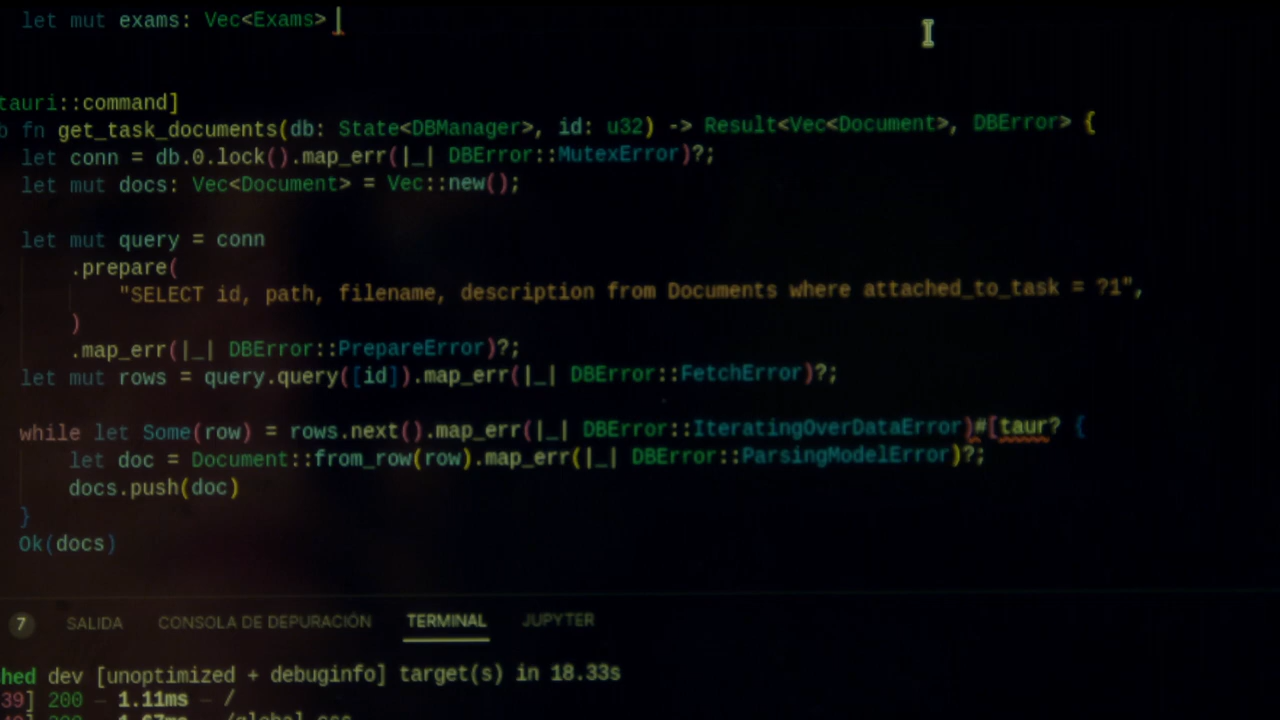 let mut exams: Vec<Exams>
tauri::command]
fn get_task_documents(db: State<DBManager>, id: u32) -> Result<Vec<Document>, DBError> {
let conn = db.0.lock().map_err(|_| DBError::MutexError)?;
let mut docs: Vec<Document> = Vec::new();
let mut query = conn
.prepare(
"SELECT id, path, filename, description from Documents where attached_to_task = ?1",
)
.map_err(|_| DBError::PrepareError)?;
let mut rows = query.query([id]).map_err(|_| DBError::FetchError)?;
while let Some(row) = rows.next().map_err(|_| DBError::IteratingOverDataError)#[taur? {
let doc = Document::from_row(row).map_err(|_| DBError::ParsingModelError)?;
docs.push(doc)
}
Ok(docs)
7 SALIDA CONSOLA DE DEPURACIÓN TERMINAL JUPYTER
hed dev [unoptimized + debuginfo] target(s) in 18.33s
39] 200 — 1.11ms — /